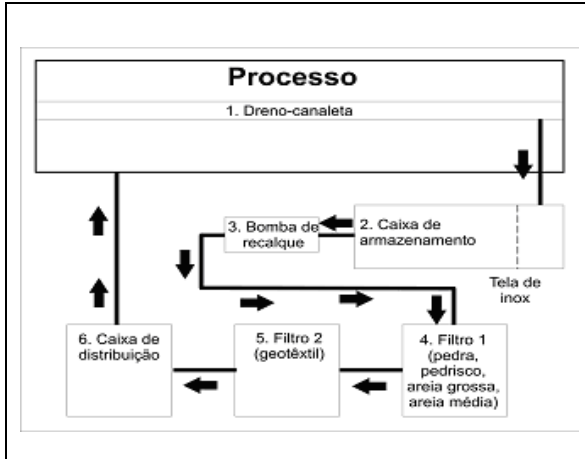 Processo
1. Dreno-canaleta
3. Bomba de
recalque
2. Caixa de
armazenamento
Tela de
inox
6. Caixa de
distribuição
5. Filtro 2
(geotêxtil)
4. Filtro 1
(pedra,
pedrisco,
areia grossa,
areia média)